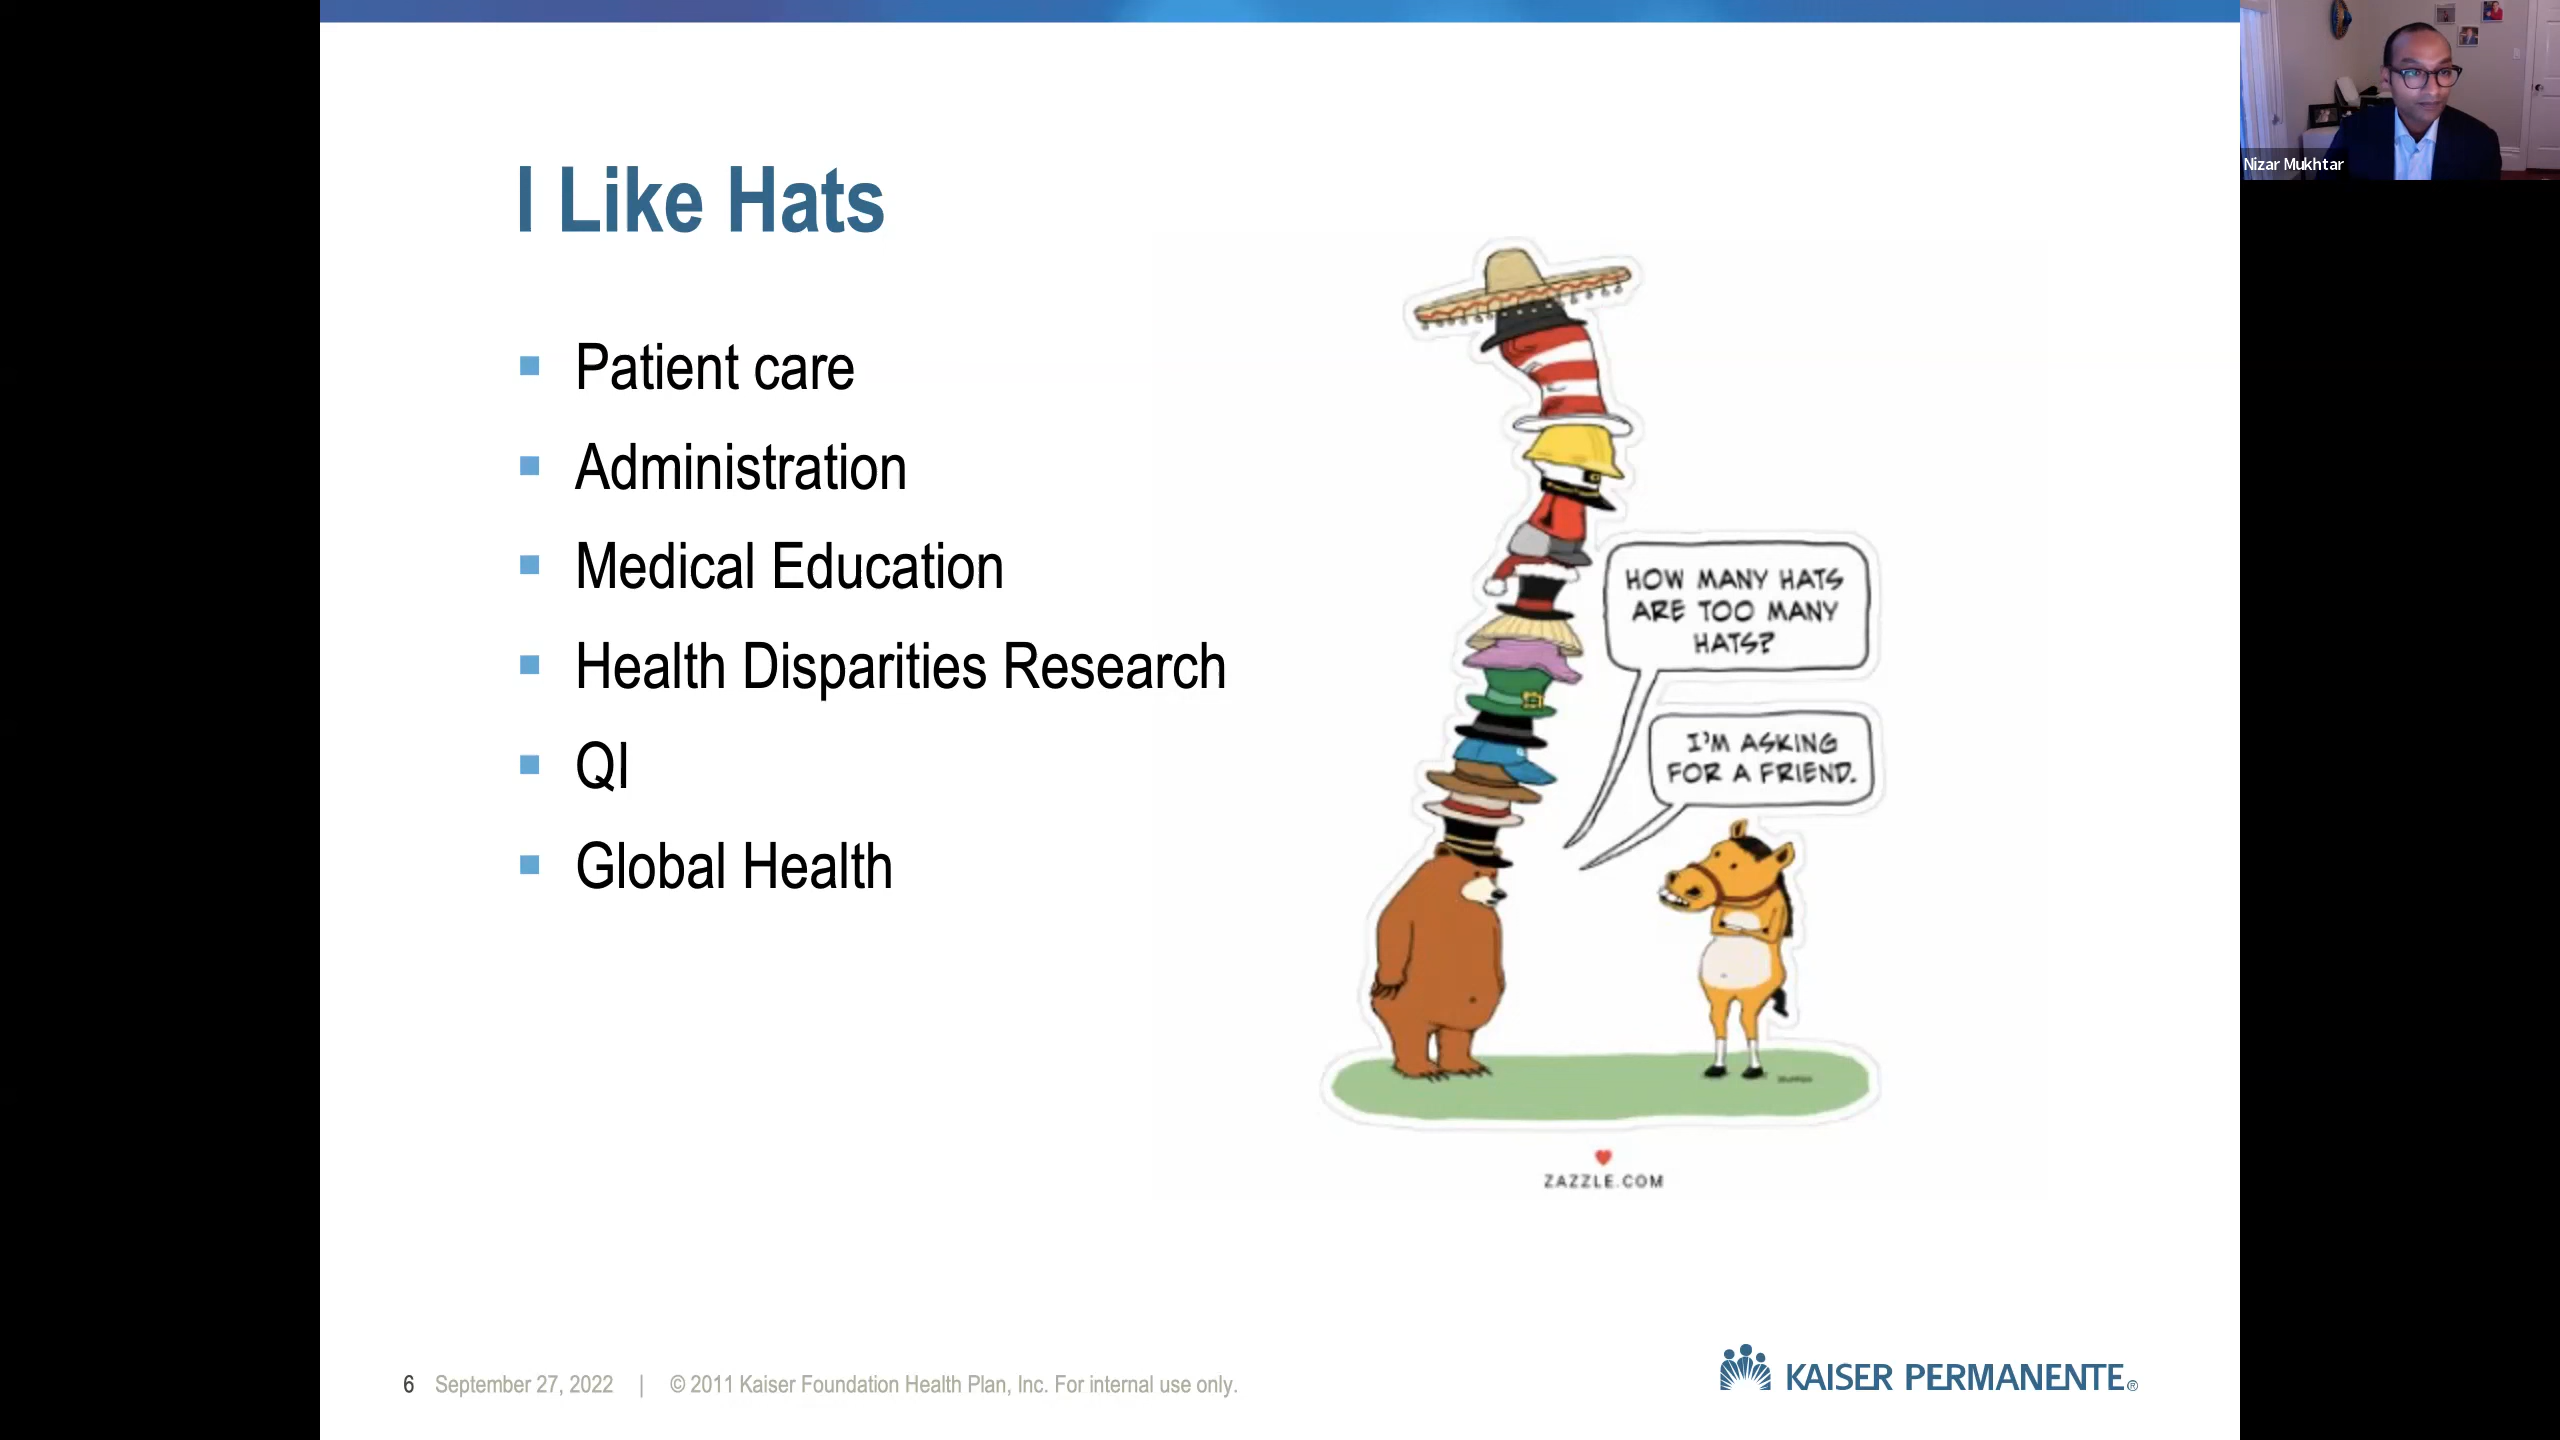 I Like Hats
Patient care
Administration
Medical Education
Health Disparities Research
QI
Global Health
HOW MANY HATS
ARE TOO MANY
HATS?
I'M ASKING
FOR A FRIEND.
ZAZZLE.COM
6 September 27, 2022 | © 2011 Kaiser Foundation Health Plan, Inc. For internal use only.
KAISER PERMANENTE®
Nizar Mukhtar